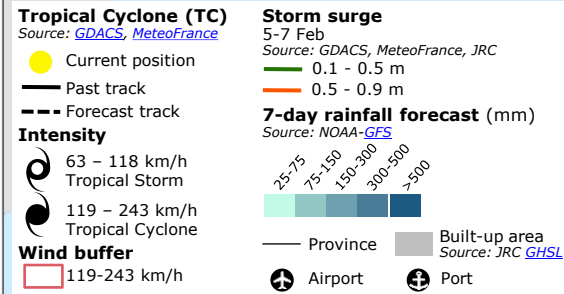 Tropical Cyclone (TC)
Source: GDACS, MeteoFrance
Current position
Past track
Forecast track
Intensity
63 – 118 km/h
Tropical Storm
119 – 243 km/h
Tropical Cyclone
Wind buffer
119-243 km/h
Storm surge
5-7 Feb
Source: GDACS, MeteoFrance, JRC
0.1 - 0.5 m
0.5 - 0.9 m
7-day rainfall forecast (mm)
Source: NOAA-GFS
25-75
75-150
150-300
300-500
>500
Province
Built-up area
Source: JRC GHSL
Airport
Port